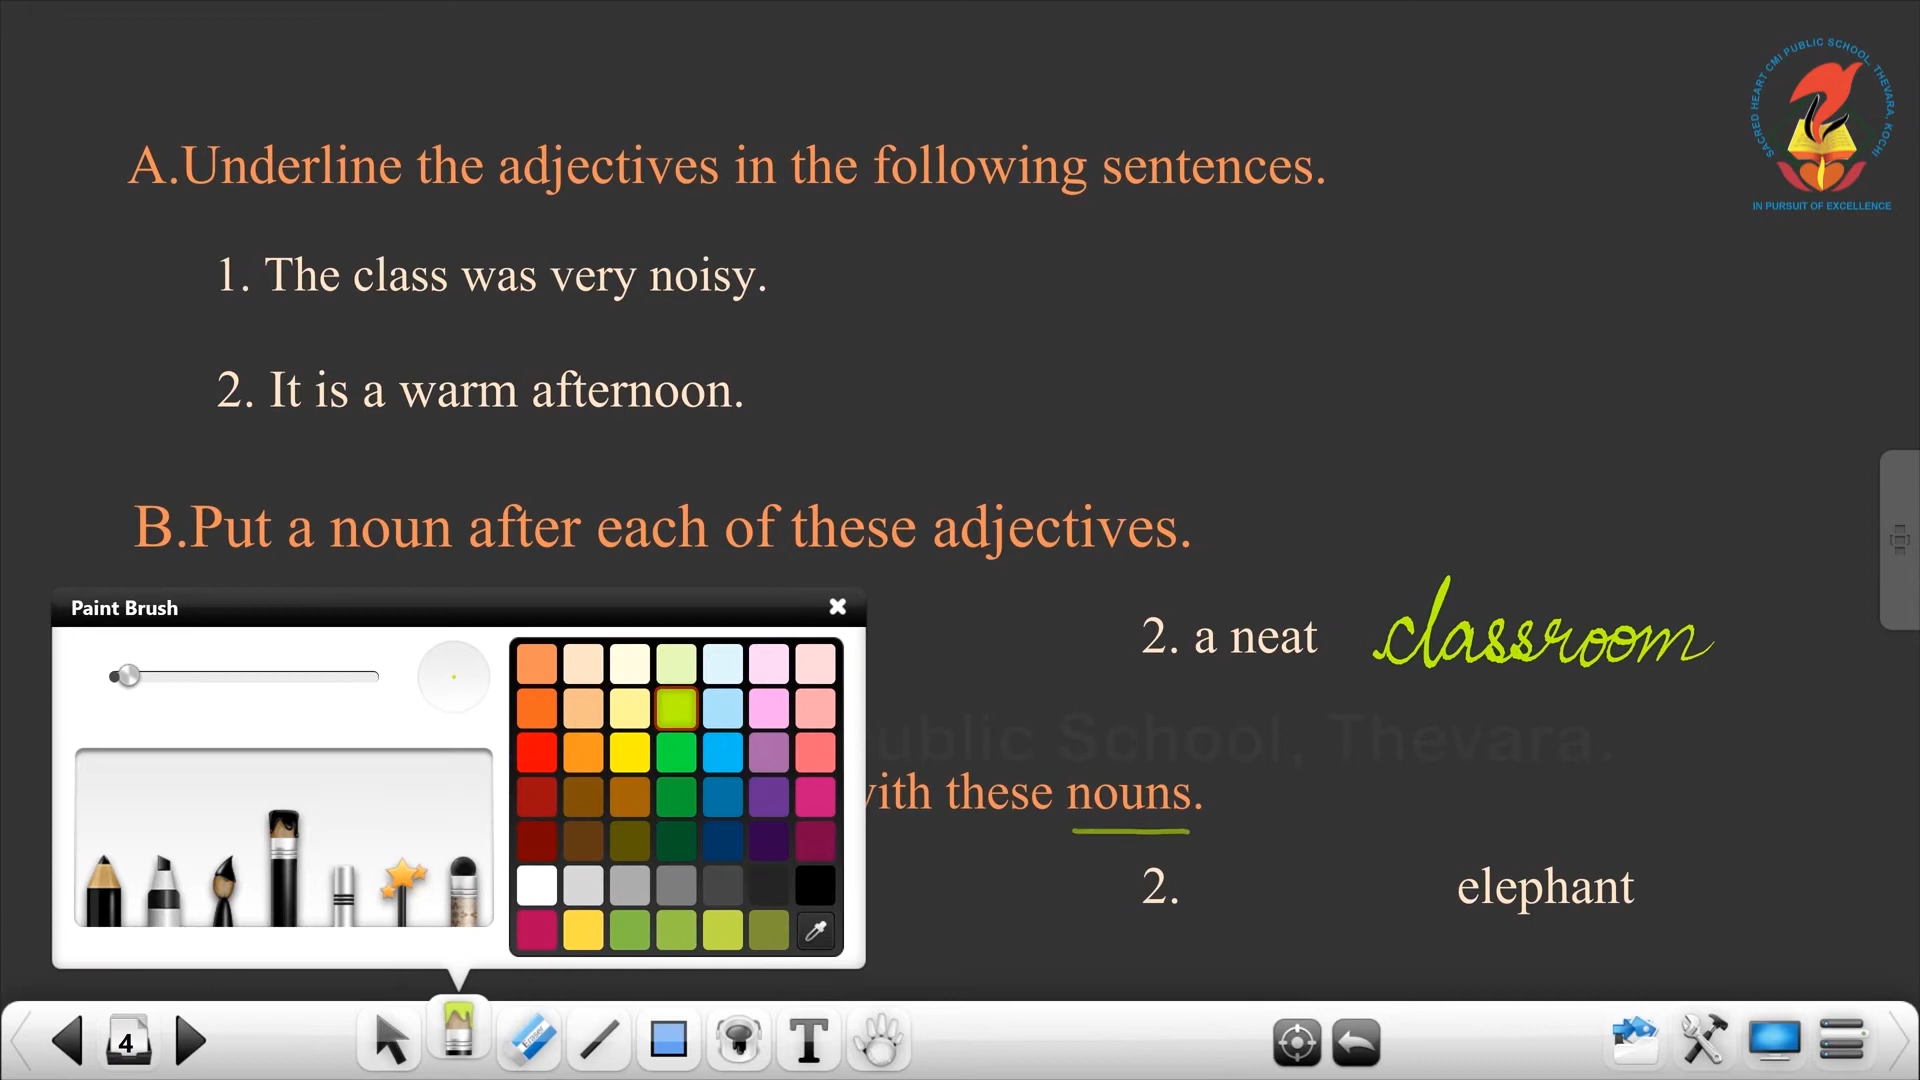 SACRED HEART CMI PUBLIC SCHOOL, THEVARA, KOCHI
IN PURSUIT OF EXCELLENCE
A.Underline the adjectives in the following sentences.
1. The class was very noisy.
2. It is a warm afternoon.
B.Put a noun after each of these adjectives.
Paint Brush
2. a neat classroom
School, Thevara.
with these nouns.
2. elephant
4
Eraser
T